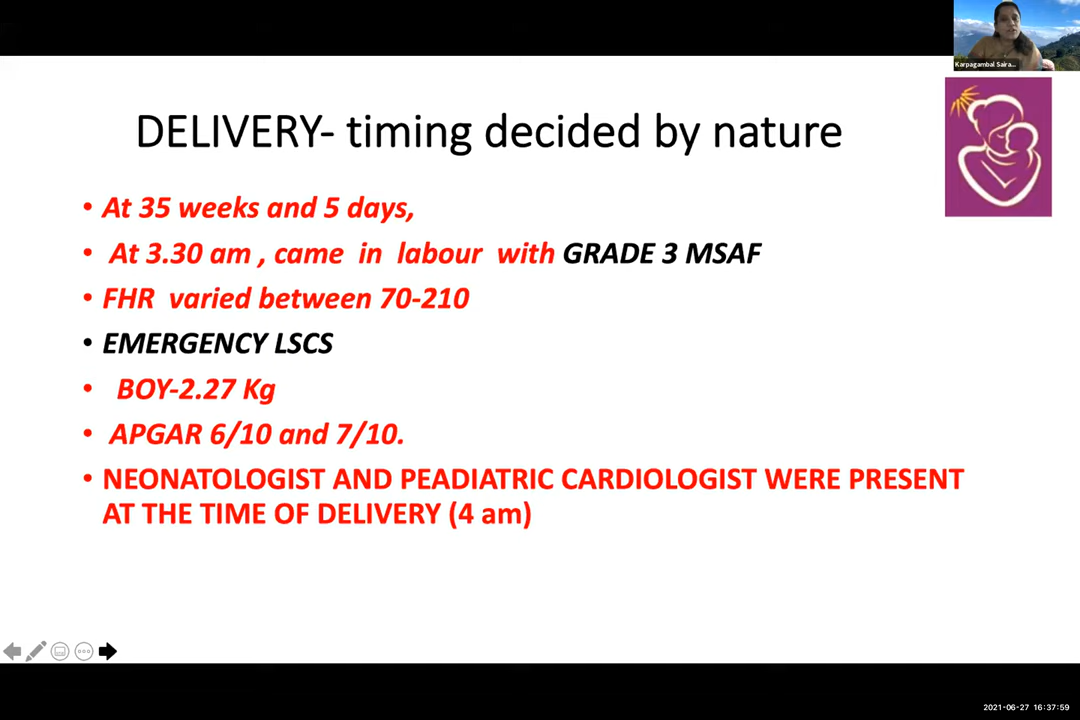 Karpagambal Saira...
DELIVERY- timing decided by nature
• At 35 weeks and 5 days,
• At 3.30 am , came in labour with GRADE 3 MSAF
• FHR varied between 70-210
• EMERGENCY LSCS
• BOY-2.27 Kg
• APGAR 6/10 and 7/10.
• NEONATOLOGIST AND PEADIATRIC CARDIOLOGIST WERE PRESENT
AT THE TIME OF DELIVERY (4 am)
2021-06-27 16:37:59